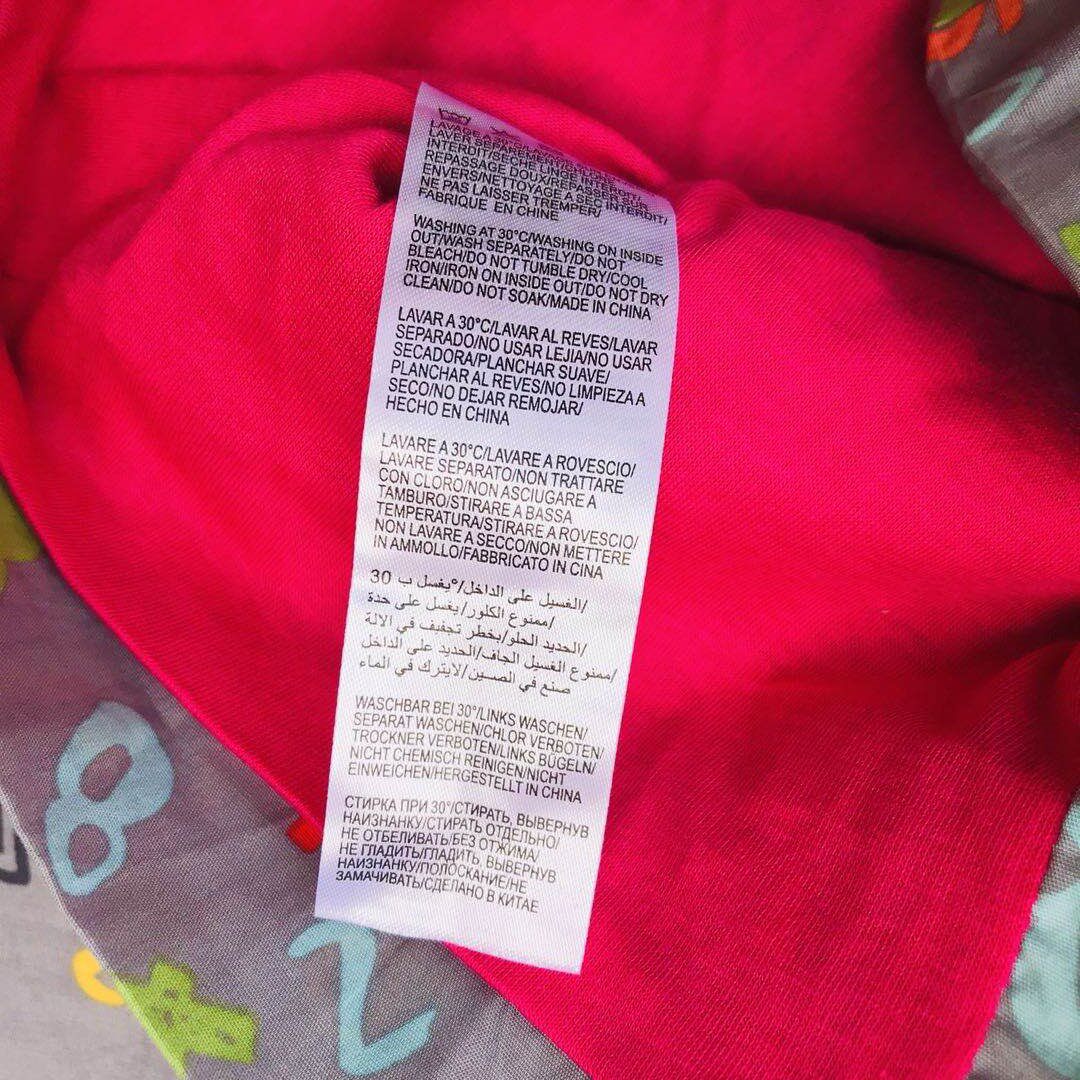 LAVAGE A 30°C/LAVAGE
LAVER SEPAREMENT/
INTERDIT/SECHE LINGE INTERDIT/
REPASSAGE DOUX/REPASSER SUR
ENVERS/NETTOYAGE A SEC INTERDIT/
NE PAS LAISSER TREMPER/
FABRIQUE EN CHINE
WASHING AT 30°C/WASHING ON INSIDE
OUT/WASH SEPARATELY/DO NOT
BLEACH/DO NOT TUMBLE DRY/COOL
IRON/IRON ON INSIDE OUT/DO NOT DRY
CLEAN/DO NOT SOAK/MADE IN CHINA
LAVAR A 30°C/LAVAR AL REVES/LAVAR
SEPARADO/NO USAR LEJIA/NO USAR
SECADORA/PLANCHAR SUAVE/
PLANCHAR AL REVES/NO LIMPIEZA A
SECO/NO DEJAR REMOJAR/
HECHO EN CHINA
LAVARE A 30°C/LAVARE A ROVESCIO/
LAVARE SEPARATO/NON TRATTARE
CON CLORO/NON ASCIUGARE A
TAMBURO/STIRARE A BASSA
TEMPERATURA/STIRARE A ROVESCIO/
NON LAVARE A SECCO/NON METTERE
IN AMMOLLO/FABBRICATO IN CINA
/الغسيل على الداخل/°يغسل ب 30
/ممنوع الكلور/يغسل على حدة
/الحديد الحلو/بخطر تجفيف في الالة
/ممنوع الغسيل الجاف/الحديد على الداخل
صنع في الصسين/لايترك في الماء
WASCHBAR BEI 30°/LINKS WASCHEN/
SEPARAT WASCHEN/CHLOR VERBOTEN/
TROCKNER VERBOTEN/LINKS BÜGELN/
NICHT CHEMISCH REINIGEN/NICHT
EINWEICHEN/HERGESTELLT IN CHINA
СТИРКА ПРИ 30°/СТИРАТЬ, ВЫВЕРНУВ
НАИЗНАНКУ/СТИРАТЬ ОТДЕЛЬНО/
НЕ ОТБЕЛИВАТЬ/БЕЗ ОТЖИМА/
НЕ ГЛАДИТЬ/ГЛАДИТЬ, ВЫВЕРНУВ
НАИЗНАНКУ/ПОЛОСКАНИЕ/НЕ
ЗАМАЧИВАТЬ/СДЕЛАНО В КИТАЕ
8
2